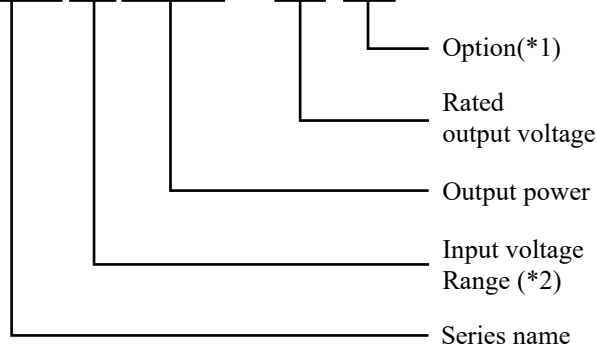 Option(*1)
Rated
output voltage
Output power
Input voltage
Range (*2)
Series name